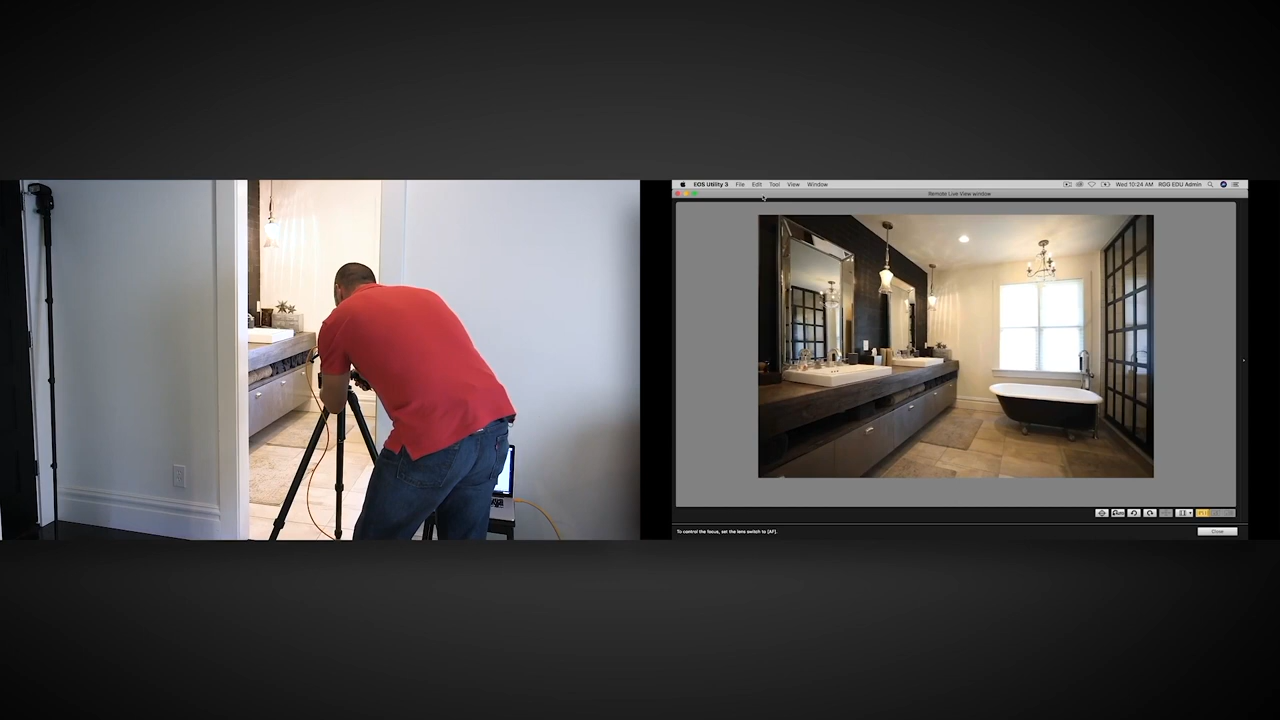 EOS Utility 3 File Edit Tool View Window Wed 10:24 AM RGG EDU Admin
Remote Live View window
To control the focus, set the lens switch to [AF].
Close